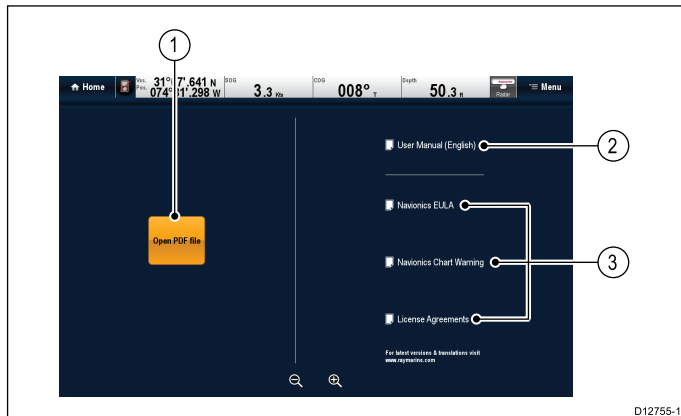 1
Home
Ves. Pos.
31° 7'.641 N
074° 1'.298 W
SOG
3.3 Kts
COG
008° T
Depth
50.3 ft
Radar
Menu
User Manual (English)
2
Navionics EULA
Open PDF file
Navionics Chart Warning
3
License Agreements
For latest versions & translations visit
www.raymarine.com
D12755-1